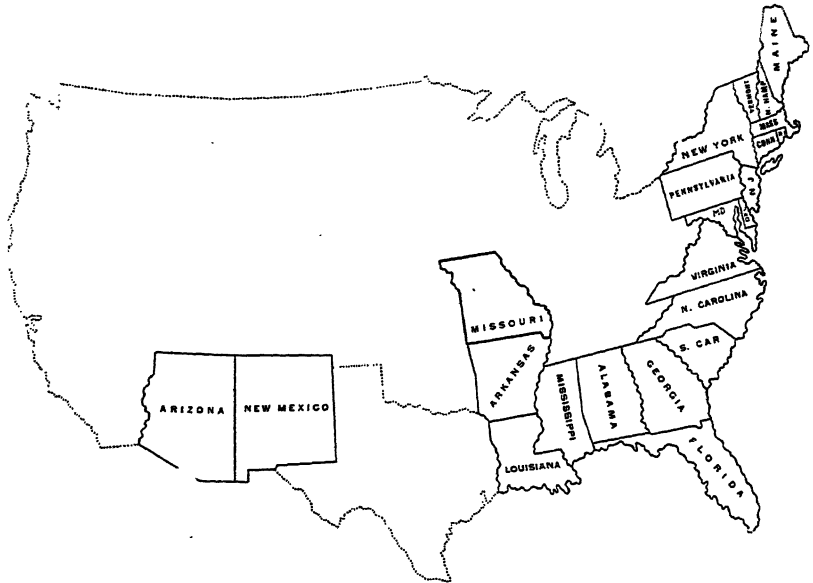 MAINE
VERMONT
N. HAMP
MASS
CONN
R
NEW YORK
PENNSYLVARIA
N J
MD
DEL
VIRGINIA
N. CAROLINA
S. CAR
MISSOURI
ARKANSAS
MISSISSIPPI
ALABAMA
GEORGIA
ARIZONA
NEW MEXICO
LOUISIANA
FLORIDA